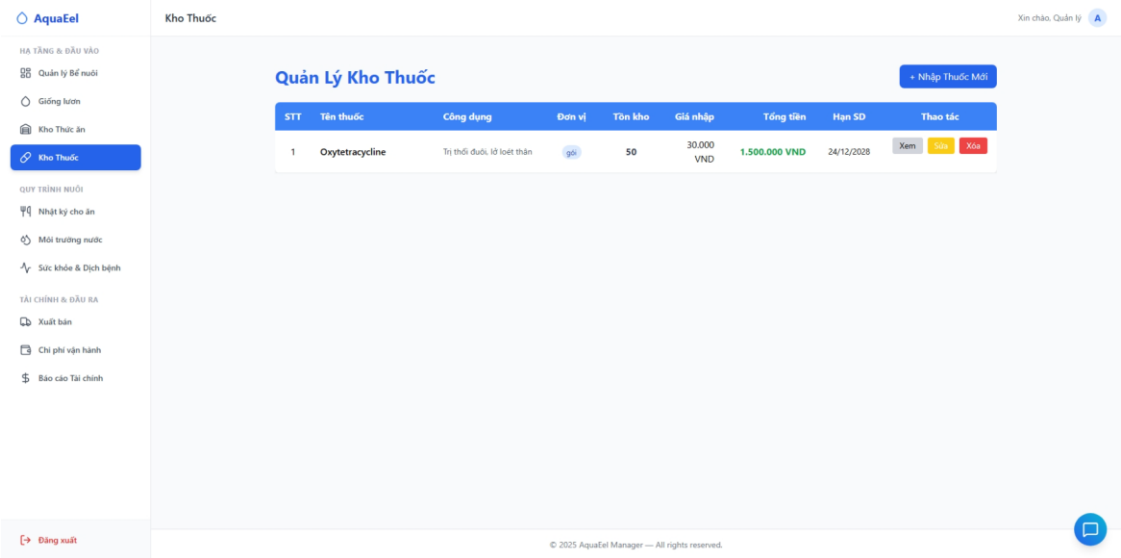 AquaEel
Kho Thuốc
Xin chào, Quản lý
A
HẠ TẦNG & ĐẦU VÀO
Quản lý Bể nuôi
Giống lươn
Kho Thức ăn
Kho Thuốc
QUY TRÌNH NUÔI
Nhật ký cho ăn
Môi trường nước
Sức khỏe & Dịch bệnh
TÀI CHÍNH & ĐẦU RA
Xuất bán
Chi phí vận hành
Báo cáo Tài chính
Đăng xuất
Quản Lý Kho Thuốc
+ Nhập Thuốc Mới
STT Tên thuốc Công dụng Đơn vị Tồn kho Giá nhập Tổng tiền Hạn SD Thao tác
1 Oxytetracycline Trị thối đuôi, lở loét thân gói 50 30.000 VND 1.500.000 VND 24/12/2028 Xem Sửa Xóa
© 2025 AquaEel Manager — All rights reserved.